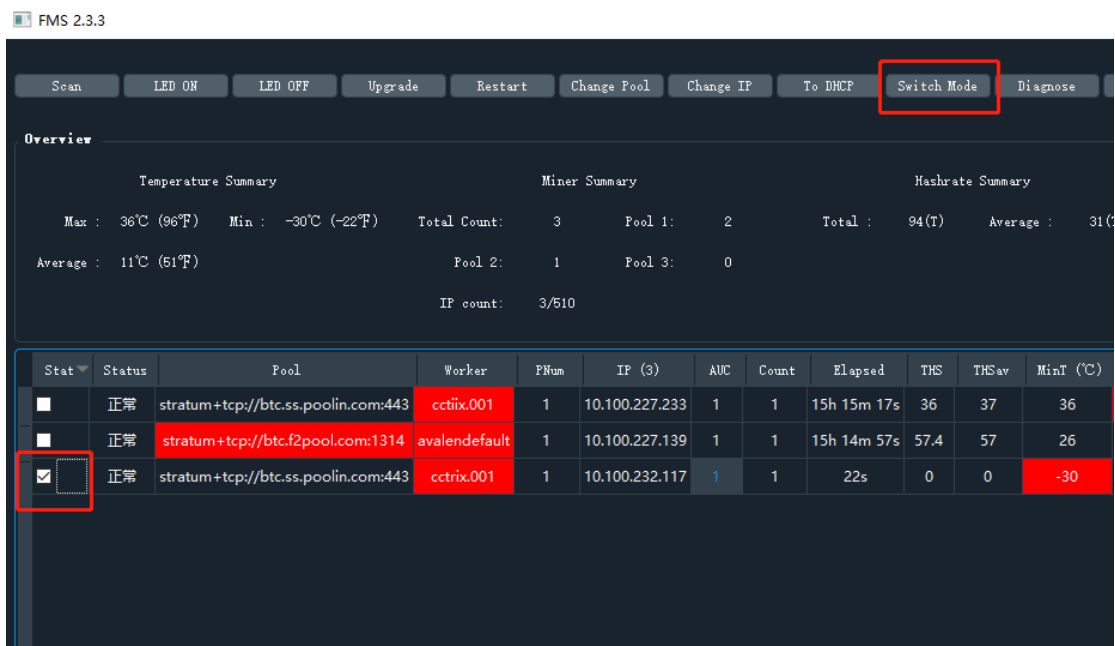 FMS 2.3.3
Scan LED ON LED OFF Upgrade Restart Change Pool Change IP To DHCP Switch Mode Diagnose
Overview
Temperature Summary Miner Summary Hashrate Summary
Max : 36℃ (96℉) Min : -30℃ (-22℉) Total Count: 3 Pool 1: 2 Total : 94(T) Average : 31(
Average : 11℃ (51℉) Pool 2: 1 Pool 3: 0
IP count: 3/510
Stat Status Pool Worker PNum IP (3) AUC Count Elapsed THS THSav MinT (℃)
正常 stratum+tcp://btc.ss.poolin.com:443 cctiix.001 1 10.100.227.233 1 1 15h 15m 17s 36 37 36
正常 stratum+tcp://btc.f2pool.com:1314 avalendefault 1 10.100.227.139 1 1 15h 14m 57s 57.4 57 26
正常 stratum+tcp://btc.ss.poolin.com:443 cctrix.001 1 10.100.232.117 1 1 22s 0 0 -30